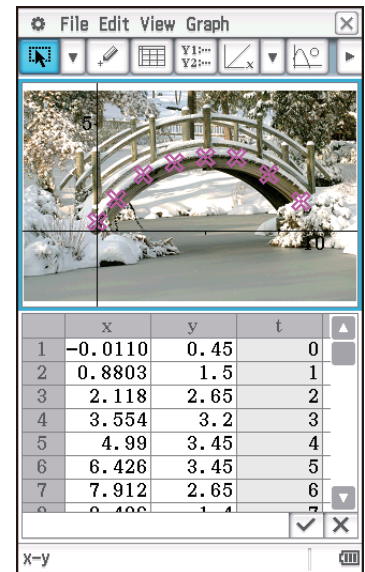 File Edit View Graph
Y1:···
Y2:···
x
5
10
x y t
1 -0.0110 0.45 0
2 0.8803 1.5 1
3 2.118 2.65 2
4 3.554 3.2 3
5 4.99 3.45 4
6 6.426 3.45 5
7 7.912 2.65 6
x-y